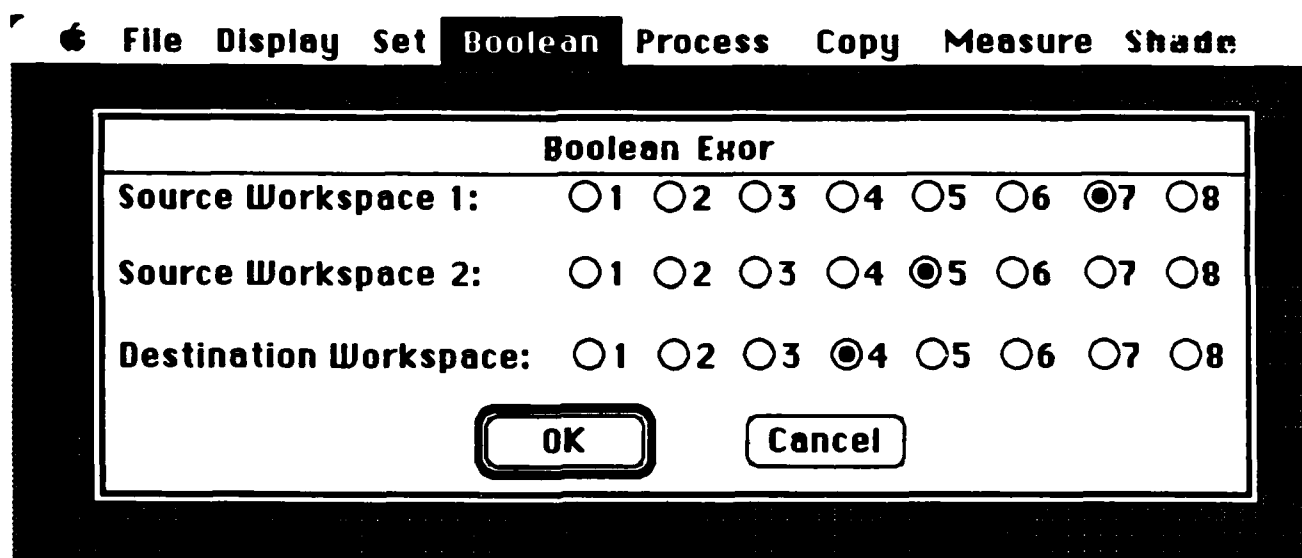 File Display Set Boolean Process Copy Measure Shade
Boolean Exor
Source Workspace 1: 1 2 3 4 5 6 7 8
Source Workspace 2: 1 2 3 4 5 6 7 8
Destination Workspace: 1 2 3 4 5 6 7 8
OK Cancel